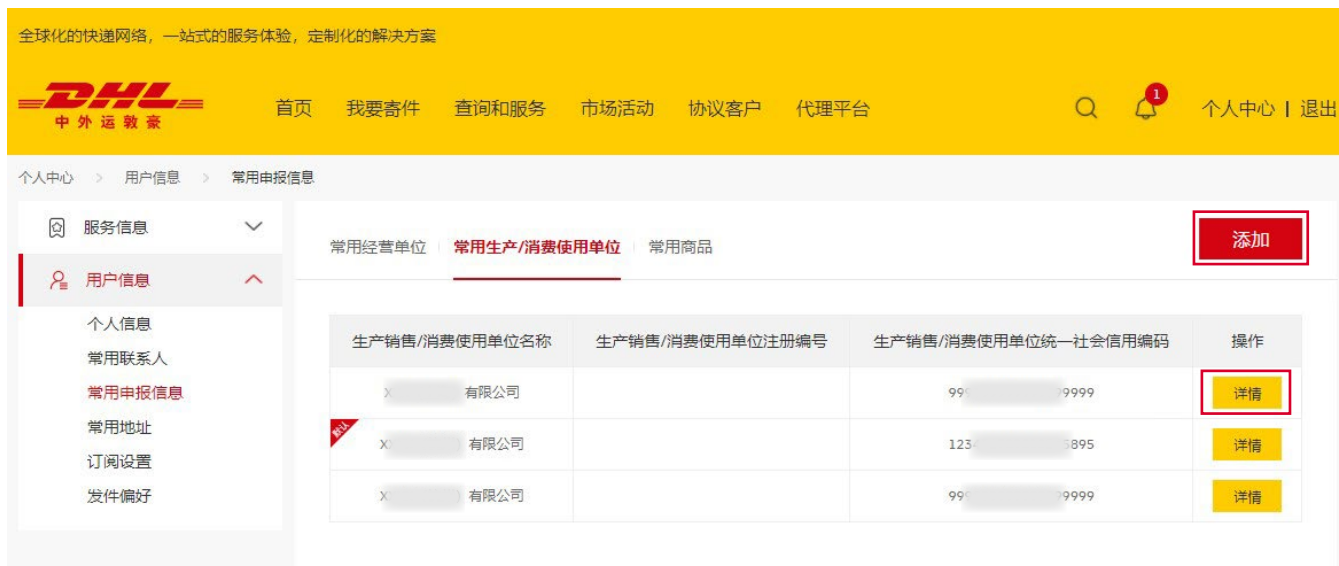 全球化的快递网络，一站式的服务体验，定制化的解决方案
DHL
中外运敦豪
首页 我要寄件 查询和服务 市场活动 协议客户 代理平台 1 个人中心 | 退出
个人中心 > 用户信息 > 常用申报信息
服务信息
用户信息
个人信息
常用联系人
常用申报信息
常用地址
订阅设置
发件偏好
常用经营单位 常用生产/消费使用单位 常用商品 添加
生产销售/消费使用单位名称 生产销售/消费使用单位注册编号 生产销售/消费使用单位统一社会信用编码 操作
X 有限公司 999 9999 详情
默认 X 有限公司 123 5895 详情
X 有限公司 99 9999 详情